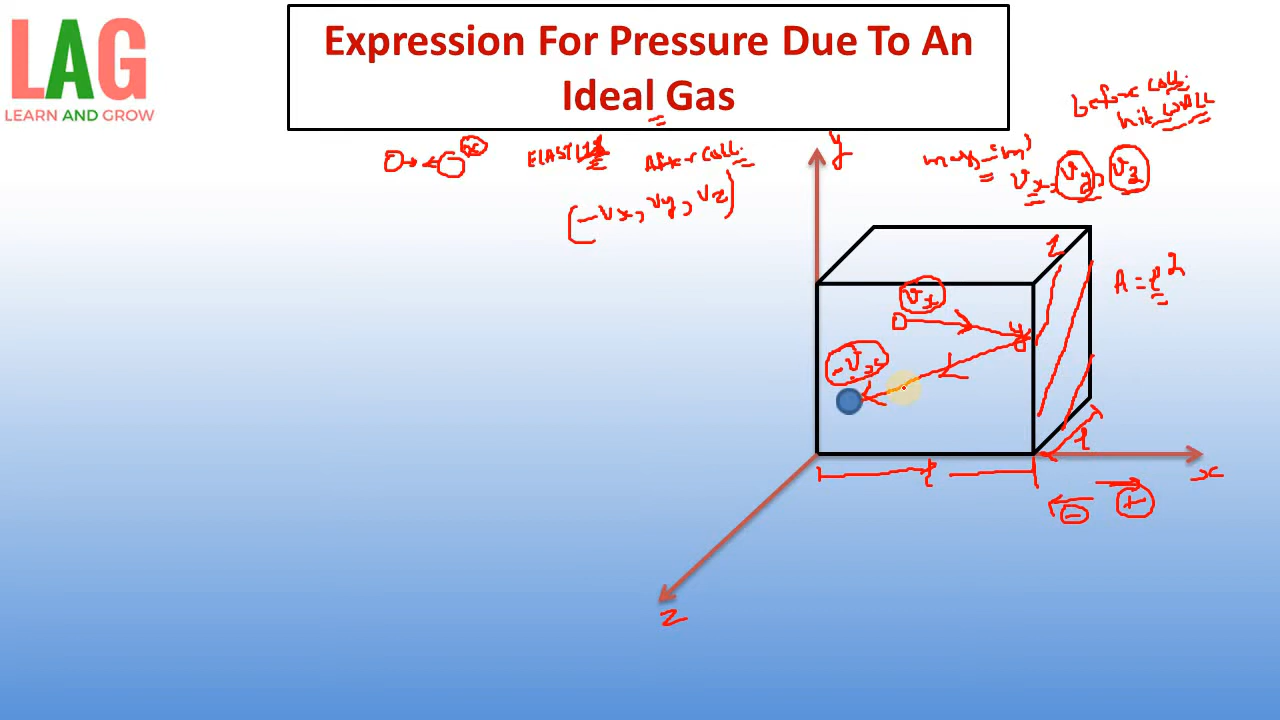 LAG
LEARN AND GROW
Expression For Pressure Due To An
Ideal Gas
before coll.
hit wall
ELASTIC
After coll.
(-vx, vy, vz)
y
mass = 'm'
vx, vy, vz
A = l²
vx
-vx
l
l
x
- +
z